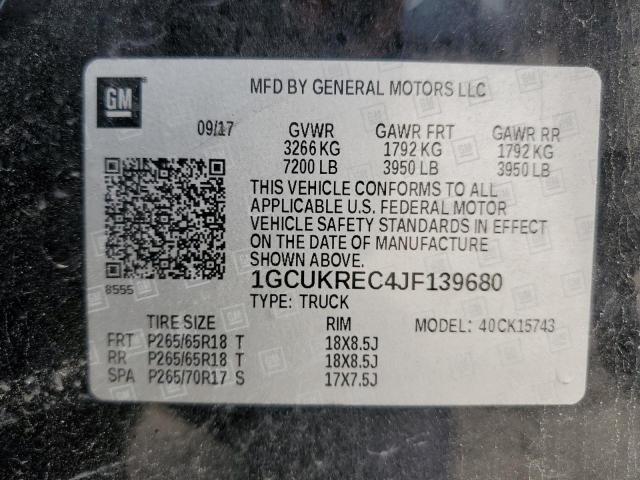 GM
MFD BY GENERAL MOTORS LLC
09/17 GVWR GAWR FRT GAWR RR
3266 KG 1792 KG 1792 KG
7200 LB 3950 LB 3950 LB
THIS VEHICLE CONFORMS TO ALL
APPLICABLE U.S. FEDERAL MOTOR
VEHICLE SAFETY STANDARDS IN EFFECT
ON THE DATE OF MANUFACTURE
SHOWN ABOVE.
8555
1GCUKREC4JF139680
TYPE: TRUCK
TIRE SIZE RIM MODEL: 40CK15743
FRT P265/65R18 T 18X8.5J
RR P265/65R18 T 18X8.5J
SPA P265/70R17 S 17X7.5J